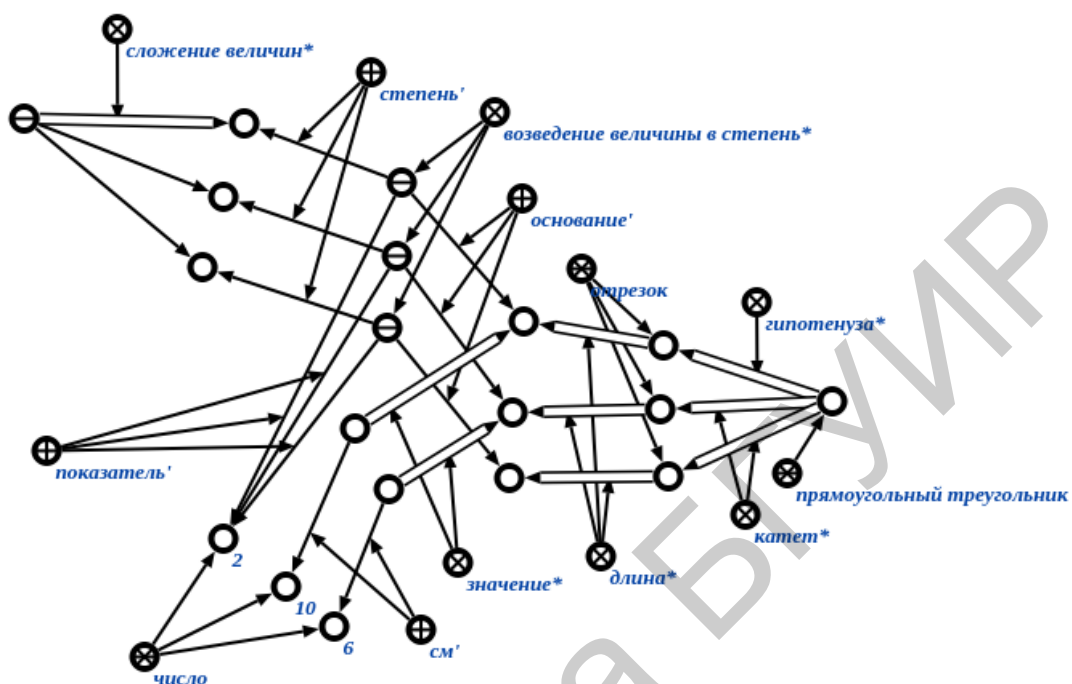 сложение величин*
степень'
возведение величины в степень*
основание'
отрезок
гипотенуза*
показатель'
прямоугольный треугольник
катет*
2
значение*
длина*
10
6
см'
число
а БГУИР